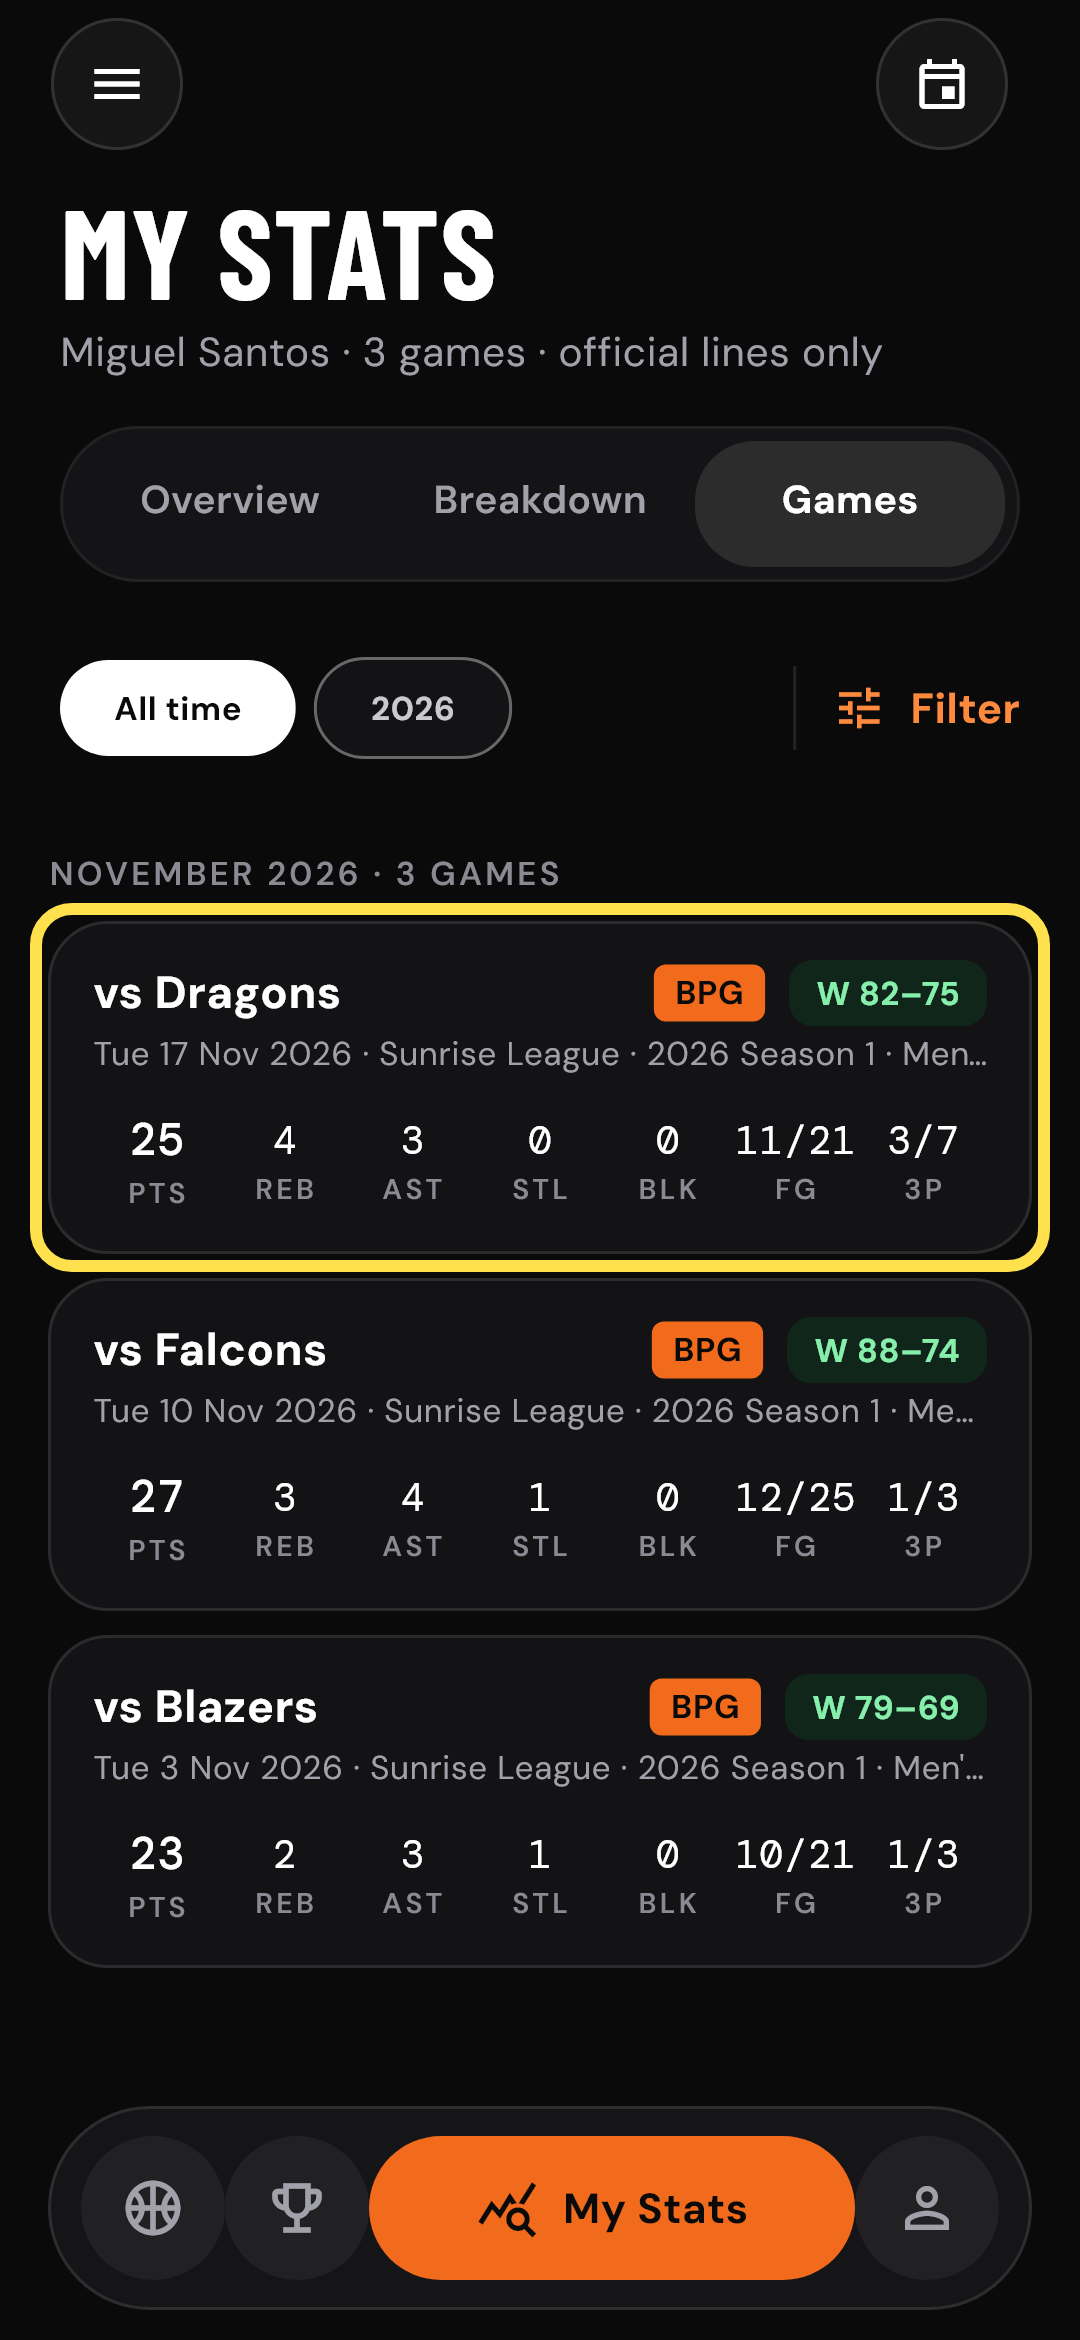 MY STATS
Miguel Santos · 3 games · official lines only
Overview Breakdown Games
All time 2026 Filter
NOVEMBER 2026 · 3 GAMES
vs Dragons BPG W 82–75
Tue 17 Nov 2026 · Sunrise League · 2026 Season 1 · Men...
25 4 3 0 0 11/21 3/7
PTS REB AST STL BLK FG 3P
vs Falcons BPG W 88–74
Tue 10 Nov 2026 · Sunrise League · 2026 Season 1 · Me...
27 3 4 1 0 12/25 1/3
PTS REB AST STL BLK FG 3P
vs Blazers BPG W 79–69
Tue 3 Nov 2026 · Sunrise League · 2026 Season 1 · Men'...
23 2 3 1 0 10/21 1/3
PTS REB AST STL BLK FG 3P
My Stats